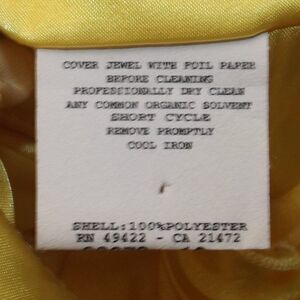 COVER JEWEL WITH FOIL PAPER
BEFORE CLEANING
PROFESSIONALLY DRY CLEAN
ANY COMMON ORGANIC SOLVENT
SHORT CYCLE
REMOVE PROMPTLY
COOL IRON
SHELL:100%POLYESTER
RN 49422 - CA 21472